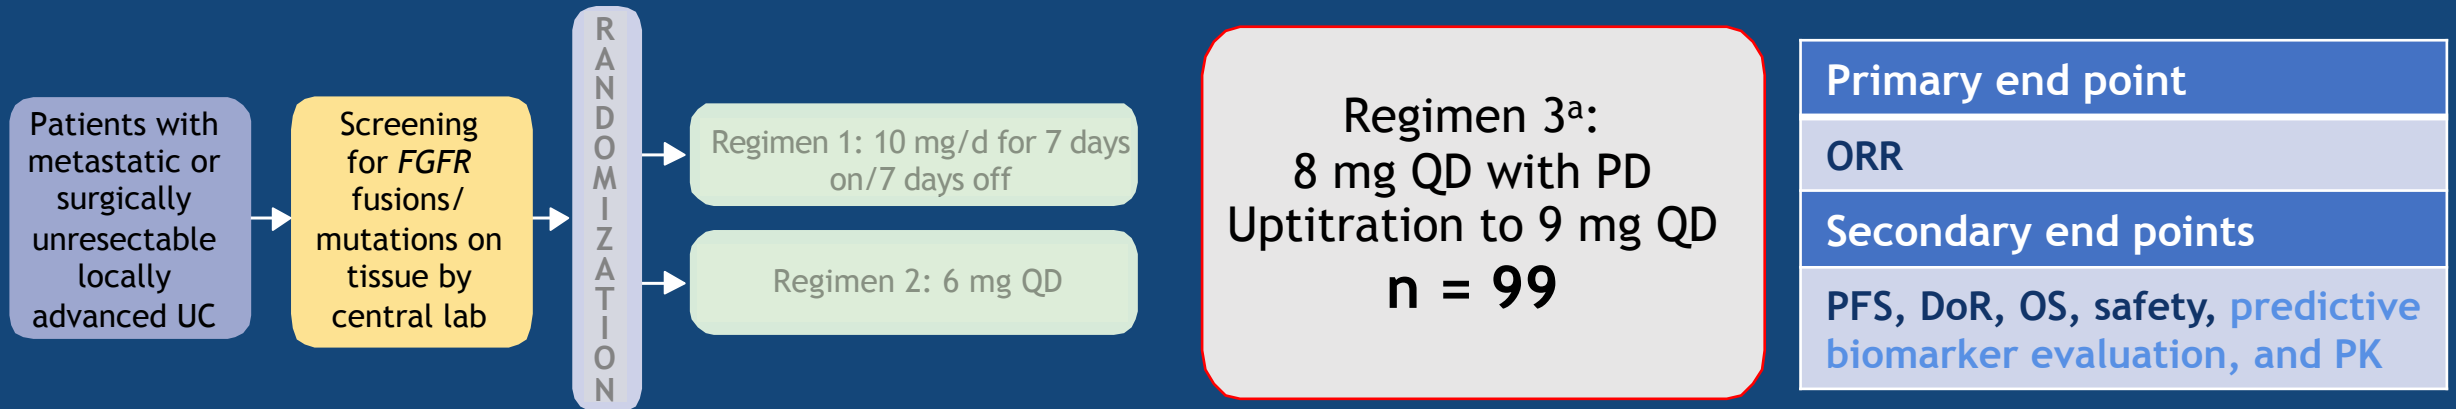 Patients with
metastatic or
surgically
unresectable
locally
advanced UC
Screening
for FGFR
fusions/
mutations on
tissue by
central lab
RANDOMIZATION
Regimen 1: 10 mg/d for 7 days
on/7 days off
Regimen 2: 6 mg QD
Regimen 3ᵃ:
8 mg QD with PD
Uptitration to 9 mg QD
n = 99
Primary end point
ORR
Secondary end points
PFS, DoR, OS, safety, predictive
biomarker evaluation, and PK